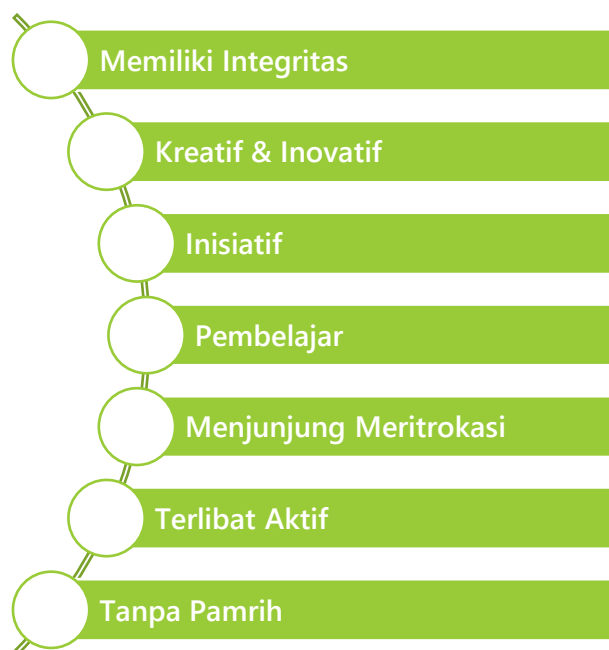 Memiliki Integritas
Kreatif & Inovatif
Inisiatif
Pembelajar
Menjunjung Meritrokasi
Terlibat Aktif
Tanpa Pamrih